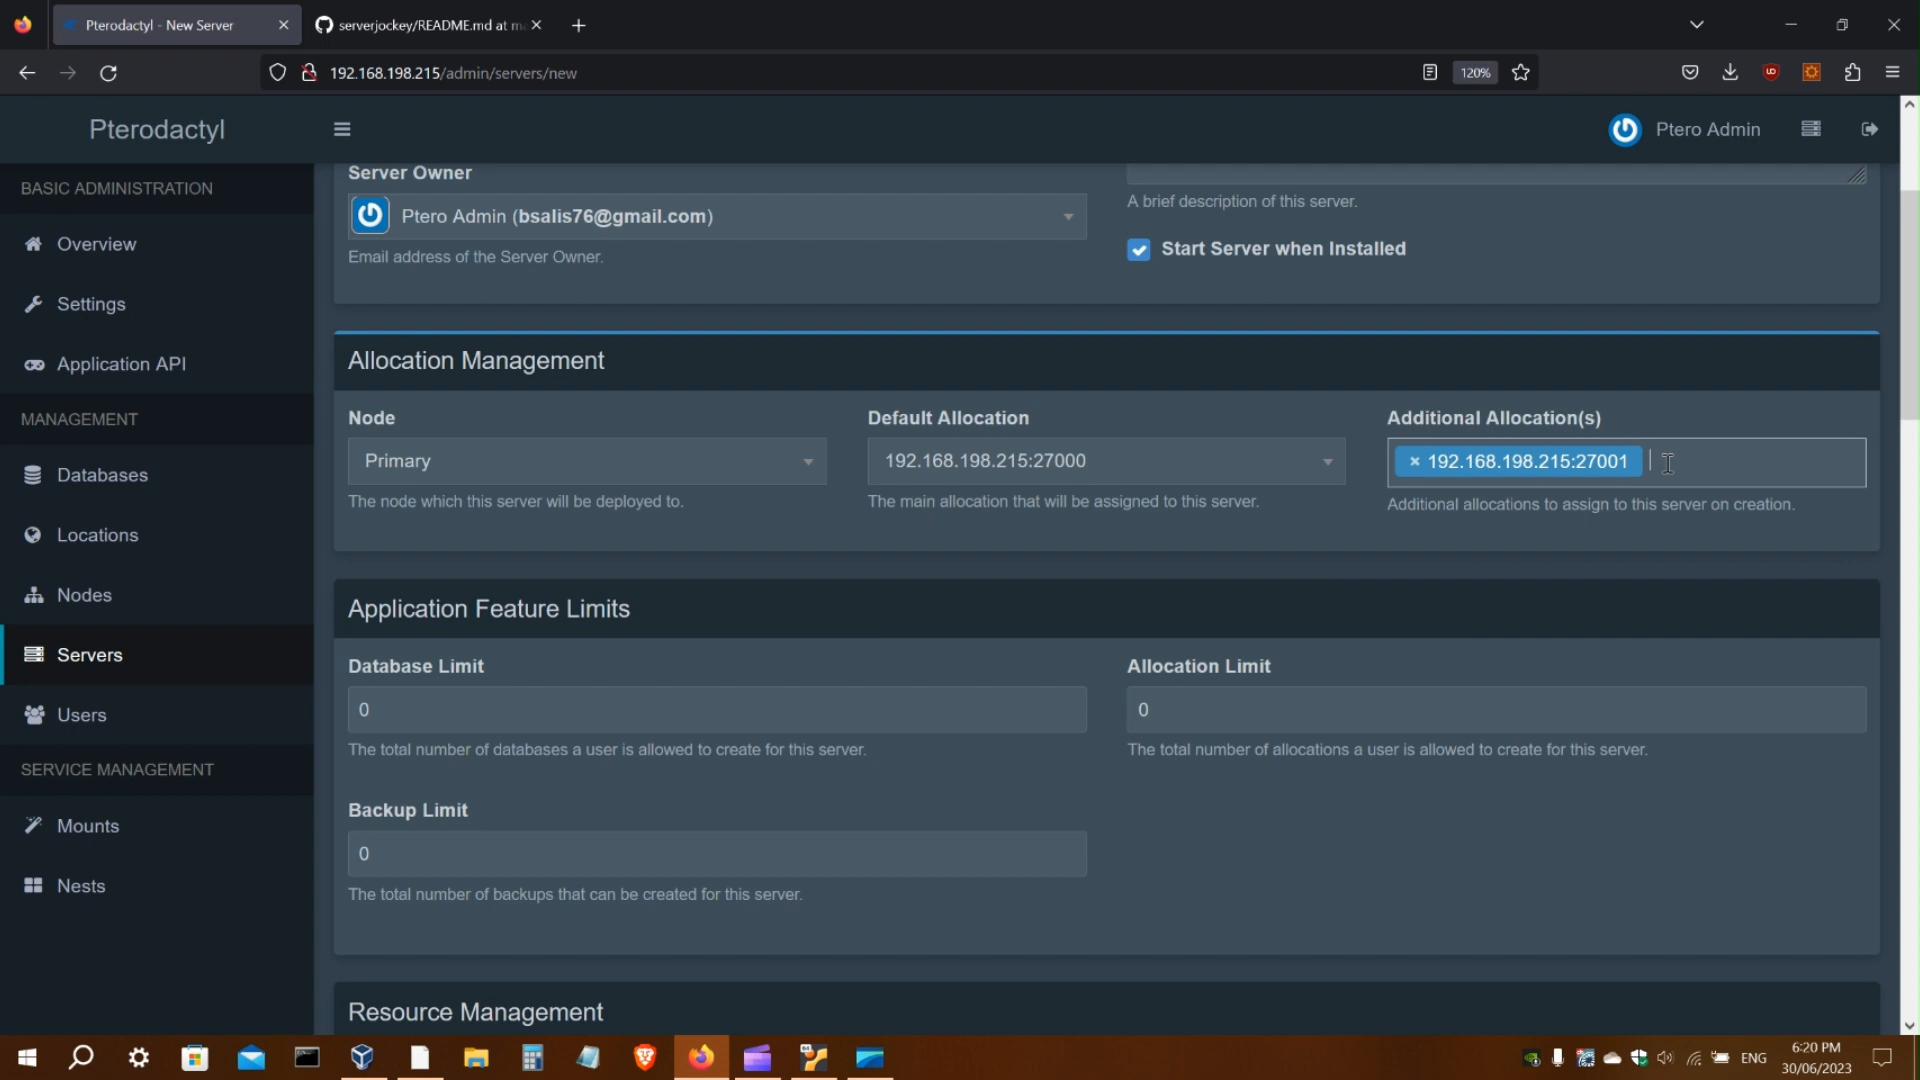 Pterodactyl - New Server
serverjockey/README.md at m
192.168.198.215/admin/servers/new
120%
Pterodactyl
Ptero Admin
BASIC ADMINISTRATION
Overview
Settings
Application API
MANAGEMENT
Databases
Locations
Nodes
Servers
Users
SERVICE MANAGEMENT
Mounts
Nests
Server Owner
Ptero Admin (bsalis76@gmail.com)
Email address of the Server Owner.
A brief description of this server.
Start Server when Installed
Allocation Management
Node
Primary
The node which this server will be deployed to.
Default Allocation
192.168.198.215:27000
The main allocation that will be assigned to this server.
Additional Allocation(s)
× 192.168.198.215:27001
Additional allocations to assign to this server on creation.
Application Feature Limits
Database Limit
0
The total number of databases a user is allowed to create for this server.
Allocation Limit
0
The total number of allocations a user is allowed to create for this server.
Backup Limit
0
The total number of backups that can be created for this server.
Resource Management
ENG
6:20 PM
30/06/2023